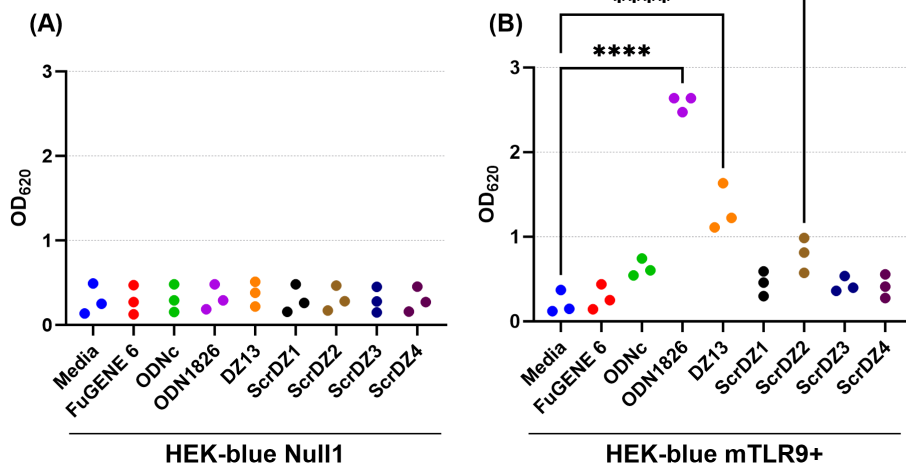 (A)
3
2
1
0
OD620
Media
FuGENE 6
ODNc
ODN1826
DZ13
ScrDZ1
ScrDZ2
ScrDZ3
ScrDZ4
HEK-blue Null1
(B)
****
****
3
2
1
0
OD620
Media
FuGENE 6
ODNc
ODN1826
DZ13
ScrDZ1
ScrDZ2
ScrDZ3
ScrDZ4
HEK-blue mTLR9+